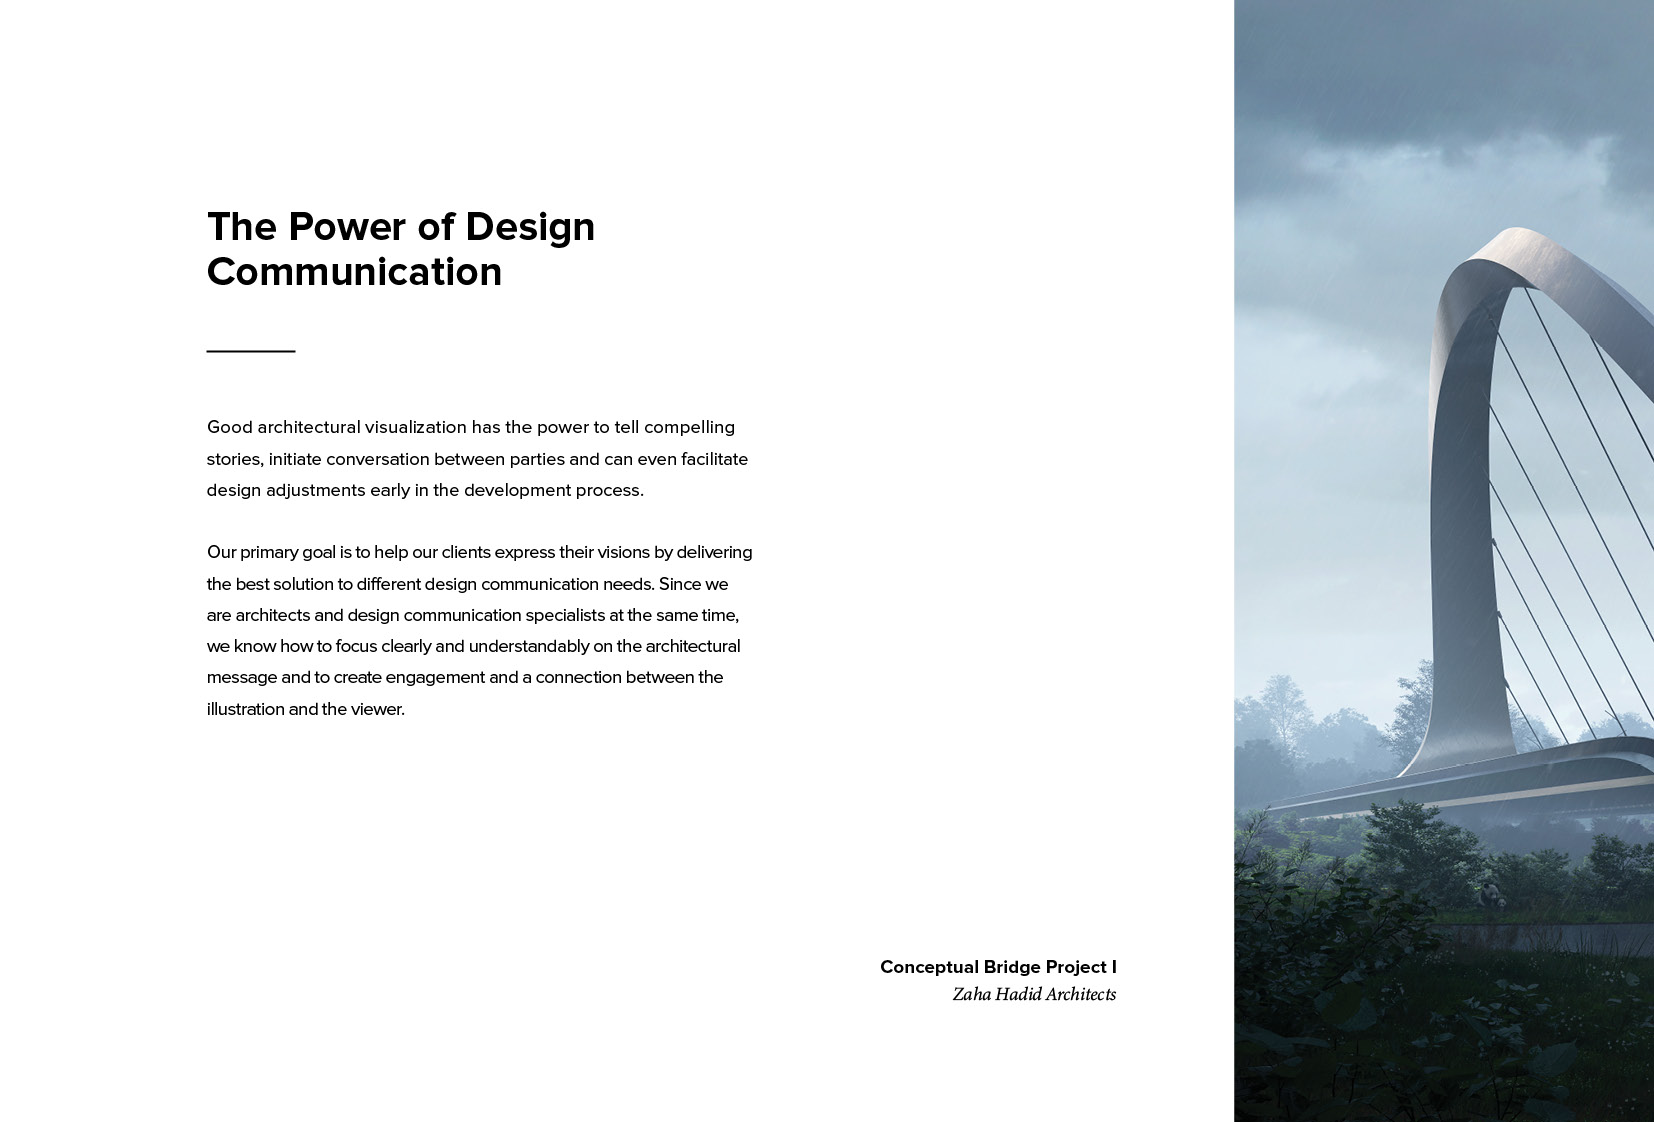 The Power of Design
Communication
Good architectural visualization has the power to tell compelling
stories, initiate conversation between parties and can even facilitate
design adjustments early in the development process.
Our primary goal is to help our clients express their visions by delivering
the best solution to different design communication needs. Since we
are architects and design communication specialists at the same time,
we know how to focus clearly and understandably on the architectural
message and to create engagement and a connection between the
illustration and the viewer.
Conceptual Bridge Project I
Zaha Hadid Architects